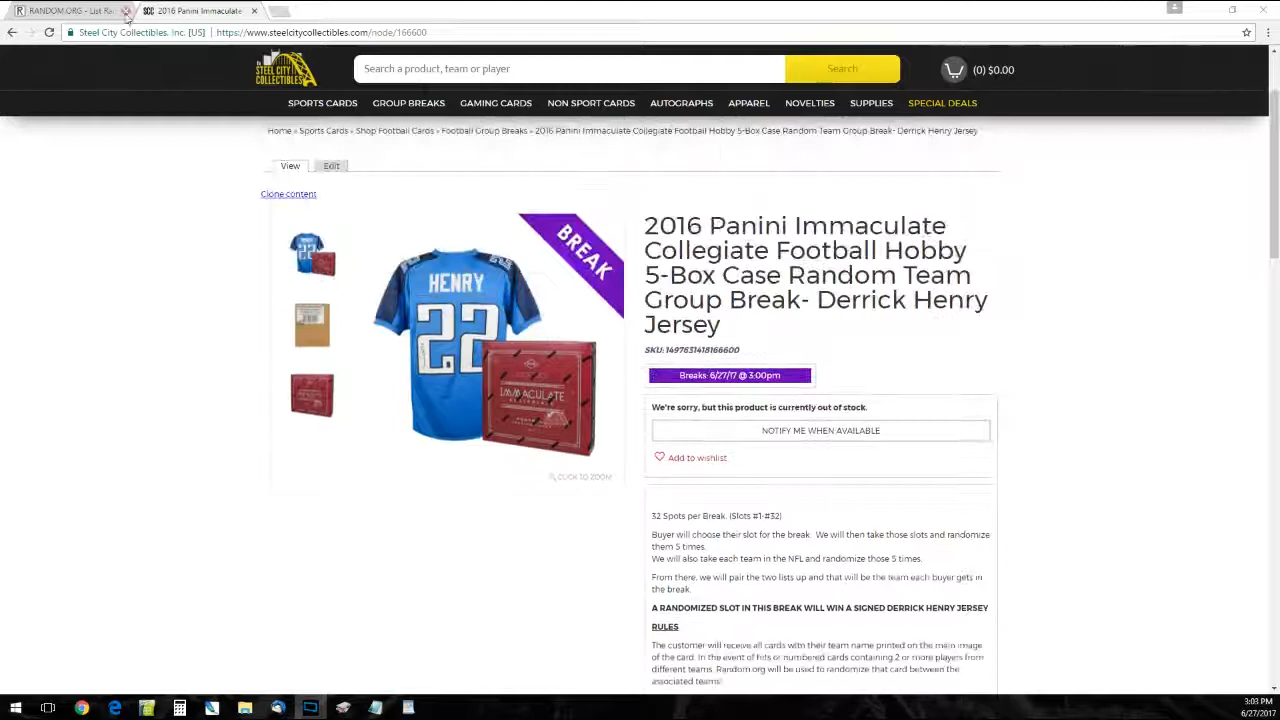 RANDOM.ORG - List Ra
2016 Panini Immaculate
Steel City Collectibles, Inc. [US]
https://www.steelcitycollectibles.com/node/166600
STEEL CITY
COLLECTIBLES
Search a product, team or player
Search
(0) $0.00
SPORTS CARDS
GROUP BREAKS
GAMING CARDS
NON SPORT CARDS
AUTOGRAPHS
APPAREL
NOVELTIES
SUPPLIES
SPECIAL DEALS
Home » Sports Cards » Shop Football Cards » Football Group Breaks » 2016 Panini Immaculate Collegiate Football Hobby 5-Box Case Random Team Group Break- Derrick Henry Jersey
View
Edit
Clone content
BREAK
HENRY
22
IMMACULATE
CLICK TO ZOOM
2016 Panini Immaculate
Collegiate Football Hobby
5-Box Case Random Team
Group Break- Derrick Henry
Jersey
SKU: 1497631418166600
Breaks: 6/27/17 @ 3:00pm
We're sorry, but this product is currently out of stock.
NOTIFY ME WHEN AVAILABLE
Add to wishlist
32 Spots per Break. (Slots #1-#32)
Buyer will choose their slot for the break. We will then take those slots and randomize
them 5 times.
We will also take each team in the NFL and randomize those 5 times.
From there, we will pair the two lists up and that will be the team each buyer gets in
the break.
A RANDOMIZED SLOT IN THIS BREAK WILL WIN A SIGNED DERRICK HENRY JERSEY
RULES
The customer will receive all cards with their team name printed on the main image
of the card. In the event of hits or numbered cards containing 2 or more players from
different teams. Random.org will be used to randomize that card between the
associated teams!
3:03 PM
6/27/2017